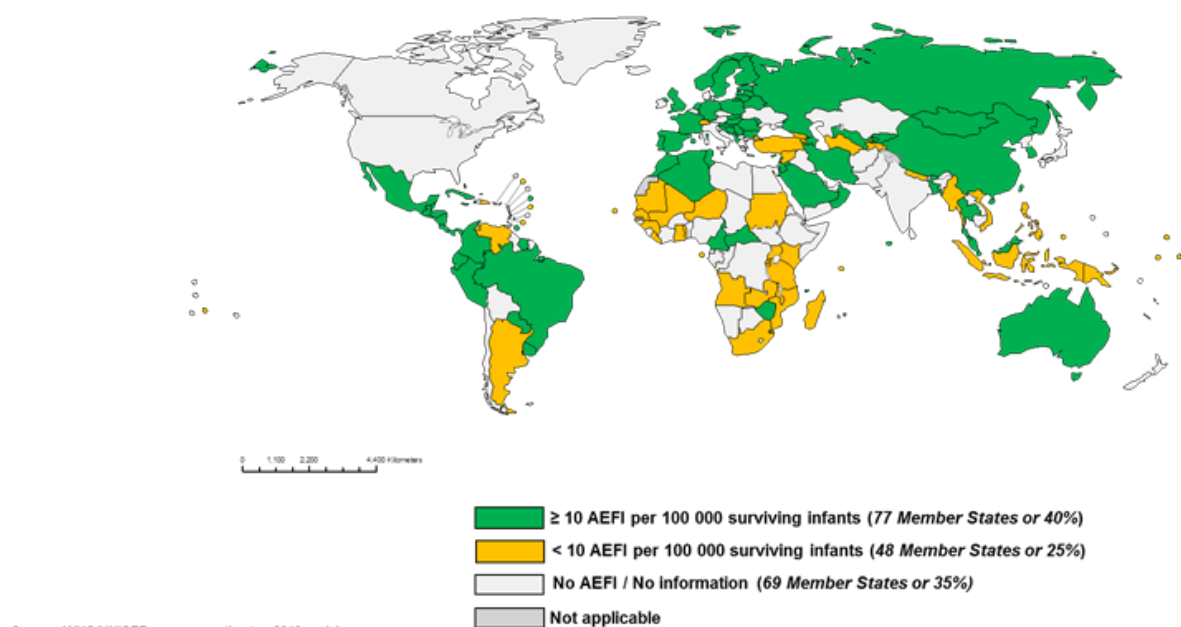 0 1,100 2,200 4,400 Kilometers
≥ 10 AEFI per 100 000 surviving infants (77 Member States or 40%)
< 10 AEFI per 100 000 surviving infants (48 Member States or 25%)
No AEFI / No information (69 Member States or 35%)
Not applicable